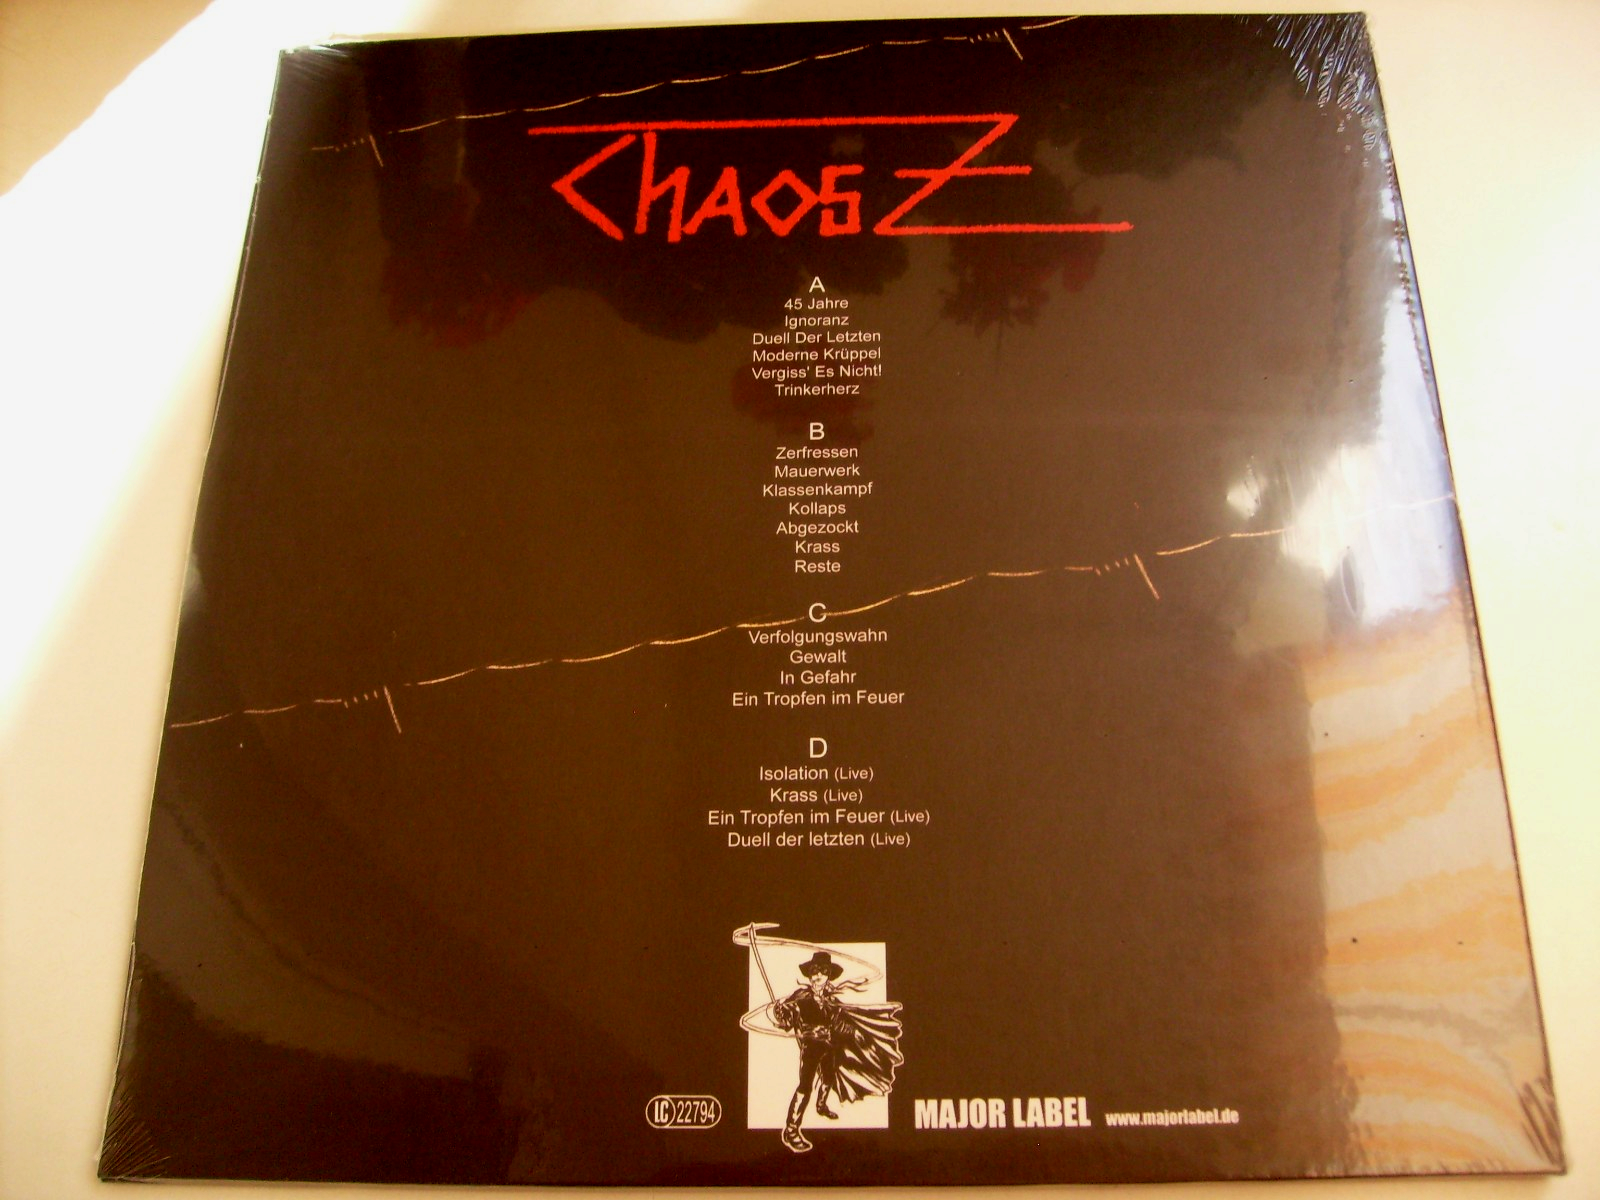 CHAOS Z
A
45 Jahre
Ignoranz
Duell Der Letzten
Moderne Krüppel
Vergiss' Es Nicht!
Trinkerherz
B
Zerfressen
Mauerwerk
Klassenkampf
Kollaps
Abgezockt
Krass
Reste
C
Verfolgungswahn
Gewalt
In Gefahr
Ein Tropfen im Feuer
D
Isolation (Live)
Krass (Live)
Ein Tropfen im Feuer (Live)
Duell der letzten (Live)
LC 22794
MAJOR LABEL www.majorlabel.de